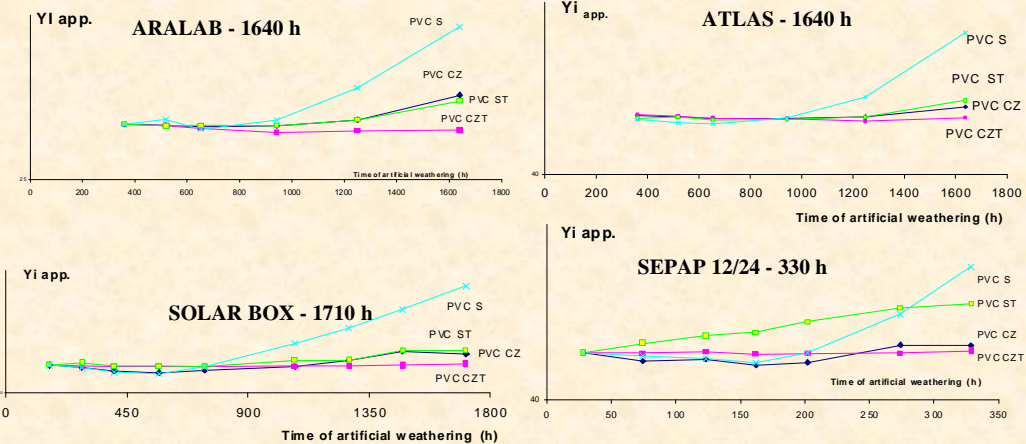 YI app.
ARALAB - 1640 h
PVC S
PVC CZ
PVC ST
PVC CZT
Time of artificial weathering (h)
25
0 200 400 600 800 1000 1200 1400 1600 1800
Yi app.
ATLAS - 1640 h
PVC S
PVC ST
PVC CZ
PVC CZT
40
0 200 400 600 800 1000 1200 1400 1600 1800
Time of artificial weathering (h)
Yi app.
SOLAR BOX - 1710 h
PVC S
PVC ST
PVC CZ
PVC CZT
0 450 900 1350 1800
Time of artificial weathering (h)
Yi app.
SEPAP 12/24 - 330 h
PVC S
PVC ST
PVC CZ
PVC CZT
Time of artificial weathering (h)
40
0 50 100 150 200 250 300 350